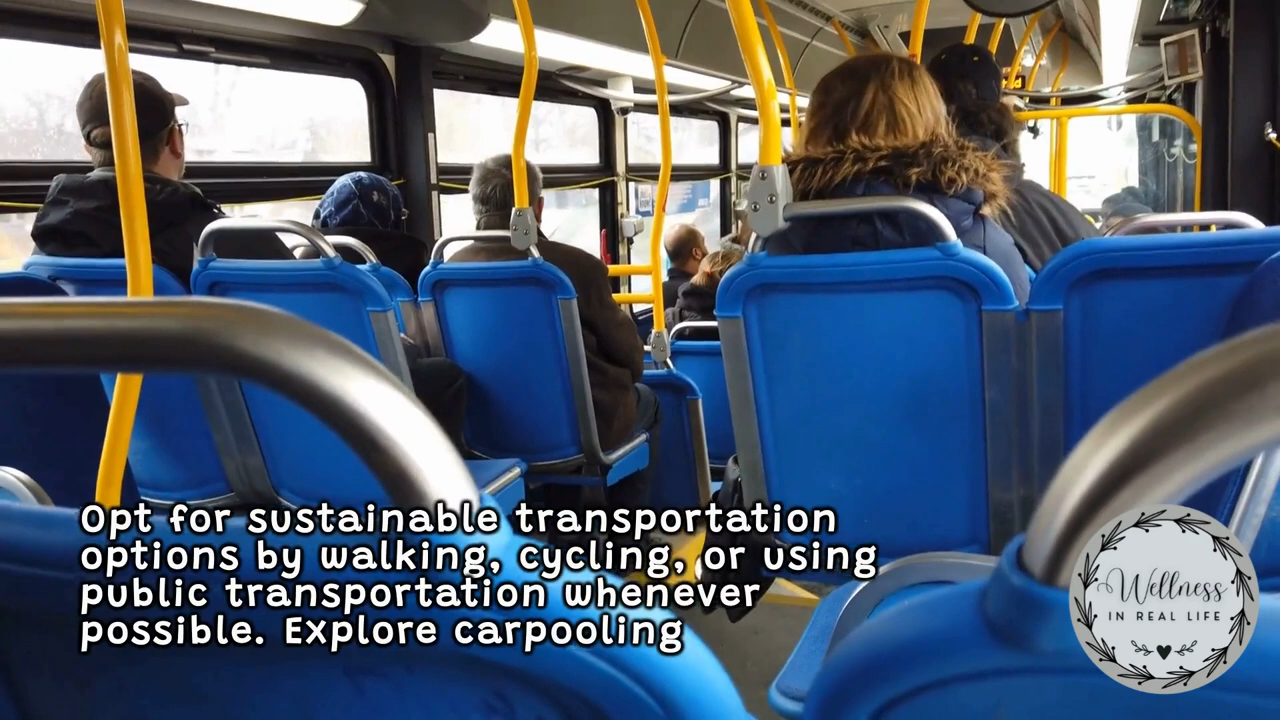 Opt for sustainable transportation
options by walking, cycling, or using
public transportation whenever
possible. Explore carpooling
Wellness
IN REAL LIFE